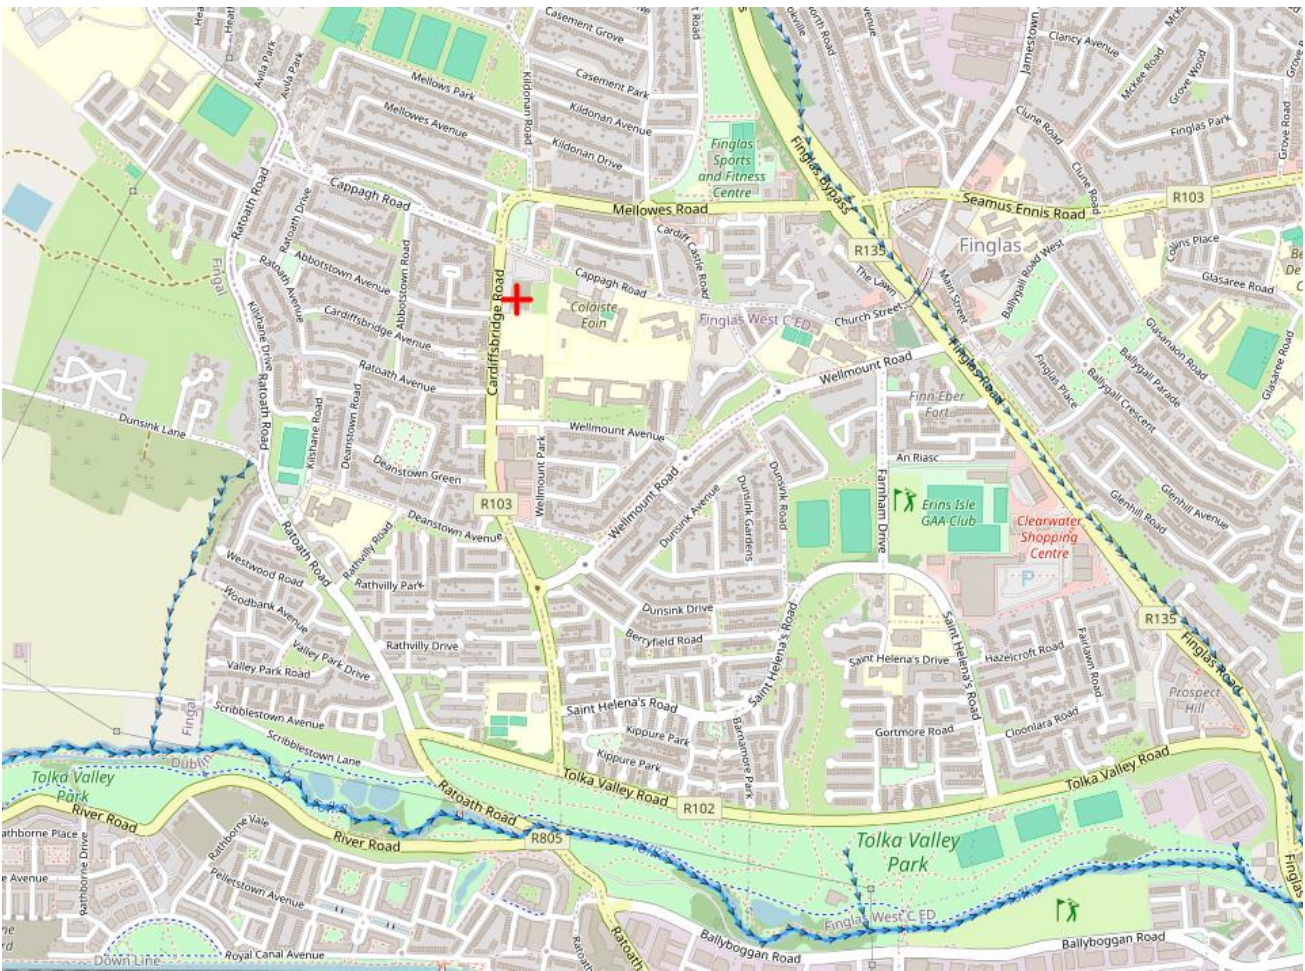 Casement Grove
Clancy Avenue
McKee Road
Grove Wood
Jamestown
Avila Park
Avila Park
Mellows Park
Casement Park
Kildonan Road
Kildonan Avenue
Mellowes Avenue
Kildonan Drive
Clune Road
Finglas Park
Grove Road
Finglas
Sports
and Fitness
Centre
Finglas Bypass
Clune Road
Cappagh Road
Ratoath Road
Ratoath Drive
Mellowes Road
Seamus Ennis Road
R103
Cardiff Castle Road
R135
Finglas
Collins Place
Ballygall Road West
Abbotstown Avenue
Abbotstown Road
Ratoath Avenue
Fingal
Cappagh Road
The Lawn
Main Street
Glasaree Road
Cardiffsbridge Road
Coláiste
Eoin
Finglas West C ED
Church Street
Kilshane Drive
Cardiffsbridge Avenue
Ratoath Avenue
Wellmount Road
Finglas Road
Finglas Place
Glasanaon Road
Ballygall Parade
Ballygall Crescent
Glasaree Road
Ratoath Road
Dunsink Lane
Kilshane Road
Deanstown Road
Deanstown Green
Wellmount Avenue
Wellmount Park
Finn Eber
Fort
An Riasc
Farnham Drive
Dunsink Road
Dunsink Gardens
Dunsink Avenue
Wellmount Road
R103
Erins Isle
GAA Club
Glenhill Road
Glenhill Avenue
Clearwater
Shopping
Centre
P
Deanstown Avenue
Ratoath Road
Rathvilly Road
Westwood Road
Rathvilly Park
Woodbank Avenue
Dunsink Drive
Berryfield Road
Saint Helena's Road
R135
Finglas Road
Valley Park Drive
Rathvilly Drive
Valley Park Road
Saint Helena's Drive
Saint Helena's Road
Hazelcroft Road
Fairlawn Road
Prospect
Hill
Fingal
Scribblestown Avenue
Saint Helena's Road
Kippure Park
Barnamore Park
Gortmore Road
Cloonlara Road
Scribblestown Lane
Dublin
Kippure Park
Tolka Valley
Park
Tolka Valley Road
R102
Tolka Valley Road
Ratoath Road
River Road
River Road
R805
Tolka Valley
Park
Rathborne Place
Rathborne Drive
Rathborne Vale
Pelletstown Avenue
Finglas West C ED
Ballyboggan Road
Ballyboggan Road
Down Line
Royal Canal Avenue